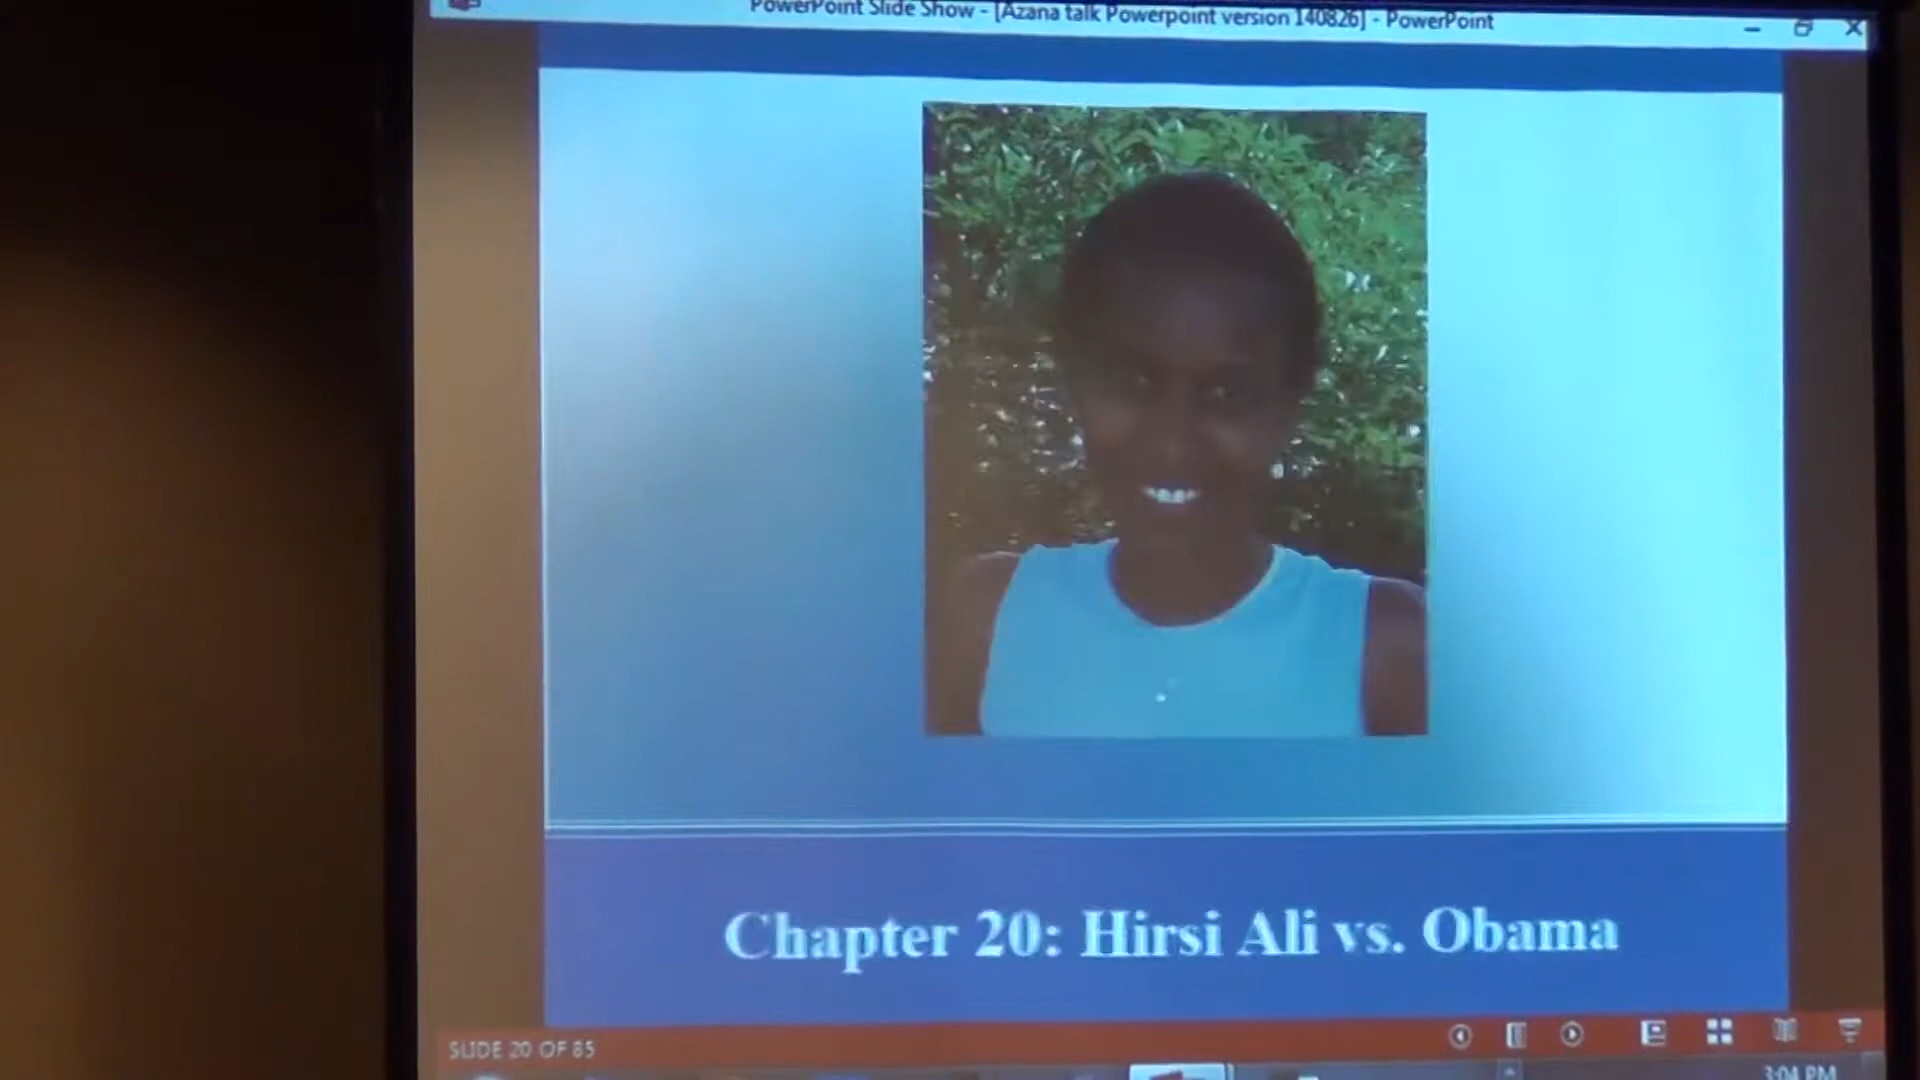 PowerPoint Slide Show - [Azana talk Powerpoint version 140826] - PowerPoint
Chapter 20: Hirsi Ali vs. Obama
SLIDE 20 OF 85
3:04 PM